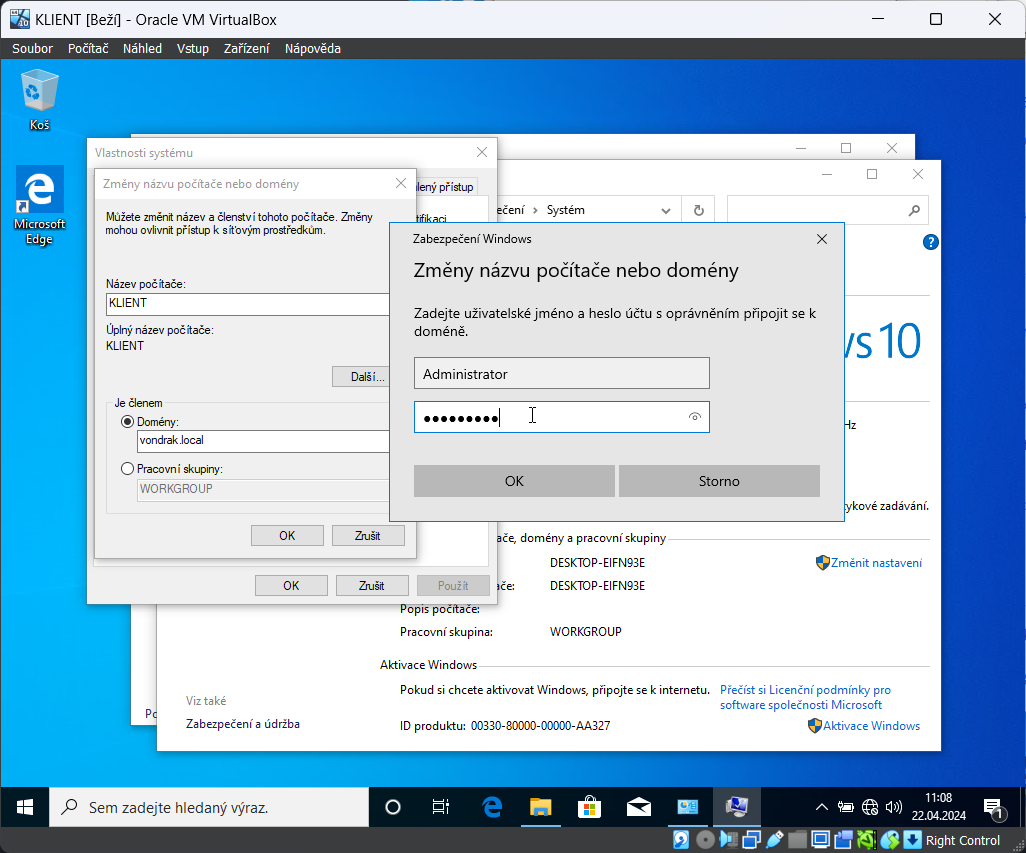 KLIENT [Beží] - Oracle VM VirtualBox
Soubor Počítač Náhled Vstup Zařízení Nápověda
Koš
Microsoft
Edge
Vlastnosti systému
Změny názvu počítače nebo domény
Můžete změnit název a členství tohoto počítače. Změny
mohou ovlivnit přístup k síťovým prostředkům.
Název počítače:
KLIENT
Úplný název počítače:
KLIENT
Další...
Je členem
Domény:
vondrak.local
Pracovní skupiny:
WORKGROUP
OK Zrušit
OK Zrušit Použít
lený přístup
tifikaci
ečení › Systém
Zabezpečení Windows
Změny názvu počítače nebo domény
Zadejte uživatelské jméno a heslo účtu s oprávněním připojit se k
doméně.
Administrator
●●●●●●●●●
OK Storno
ws 10
Hz
ykové zadávání.
ače, domény a pracovní skupiny
DESKTOP-EIFN93E
Změnit nastavení
ače: DESKTOP-EIFN93E
Popis počítače:
Pracovní skupina: WORKGROUP
Aktivace Windows
Pokud si chcete aktivovat Windows, připojte se k internetu. Přečíst si Licenční podmínky pro
software společnosti Microsoft
ID produktu: 00330-80000-00000-AA327
Aktivace Windows
Viz také
Zabezpečení a údržba
Po
Sem zadejte hledaný výraz.
11:08
22.04.2024
1
Right Control